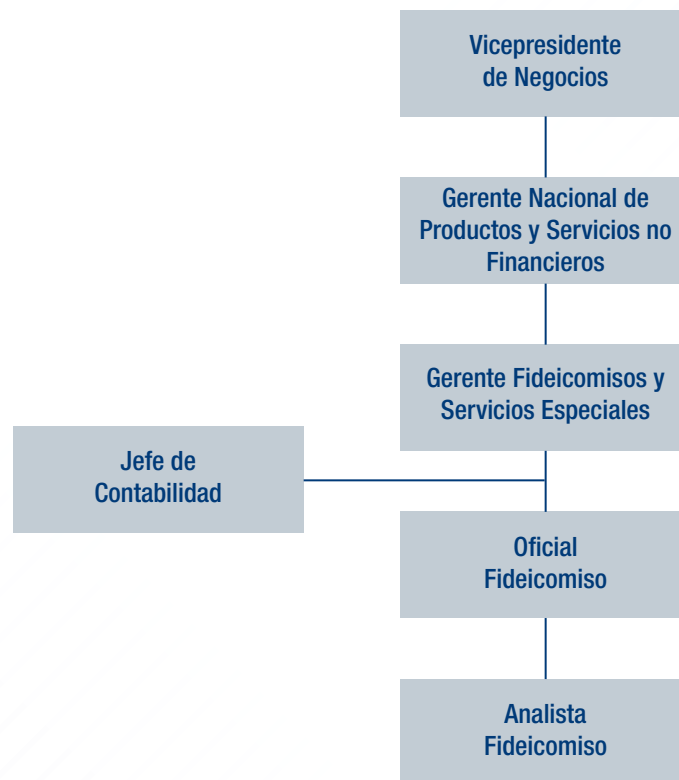 Vicepresidente
de Negocios
Gerente Nacional de
Productos y Servicios no
Financieros
Gerente Fideicomisos y
Servicios Especiales
Jefe de
Contabilidad
Oficial
Fideicomiso
Analista
Fideicomiso